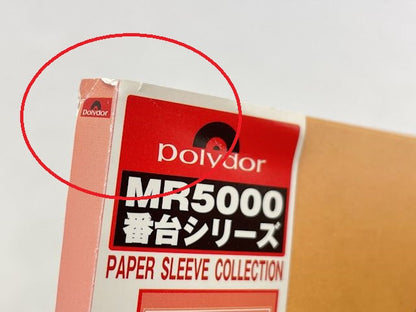 polydor
polydor
MR5000
番台シリーズ
PAPER SLEEVE COLLECTION